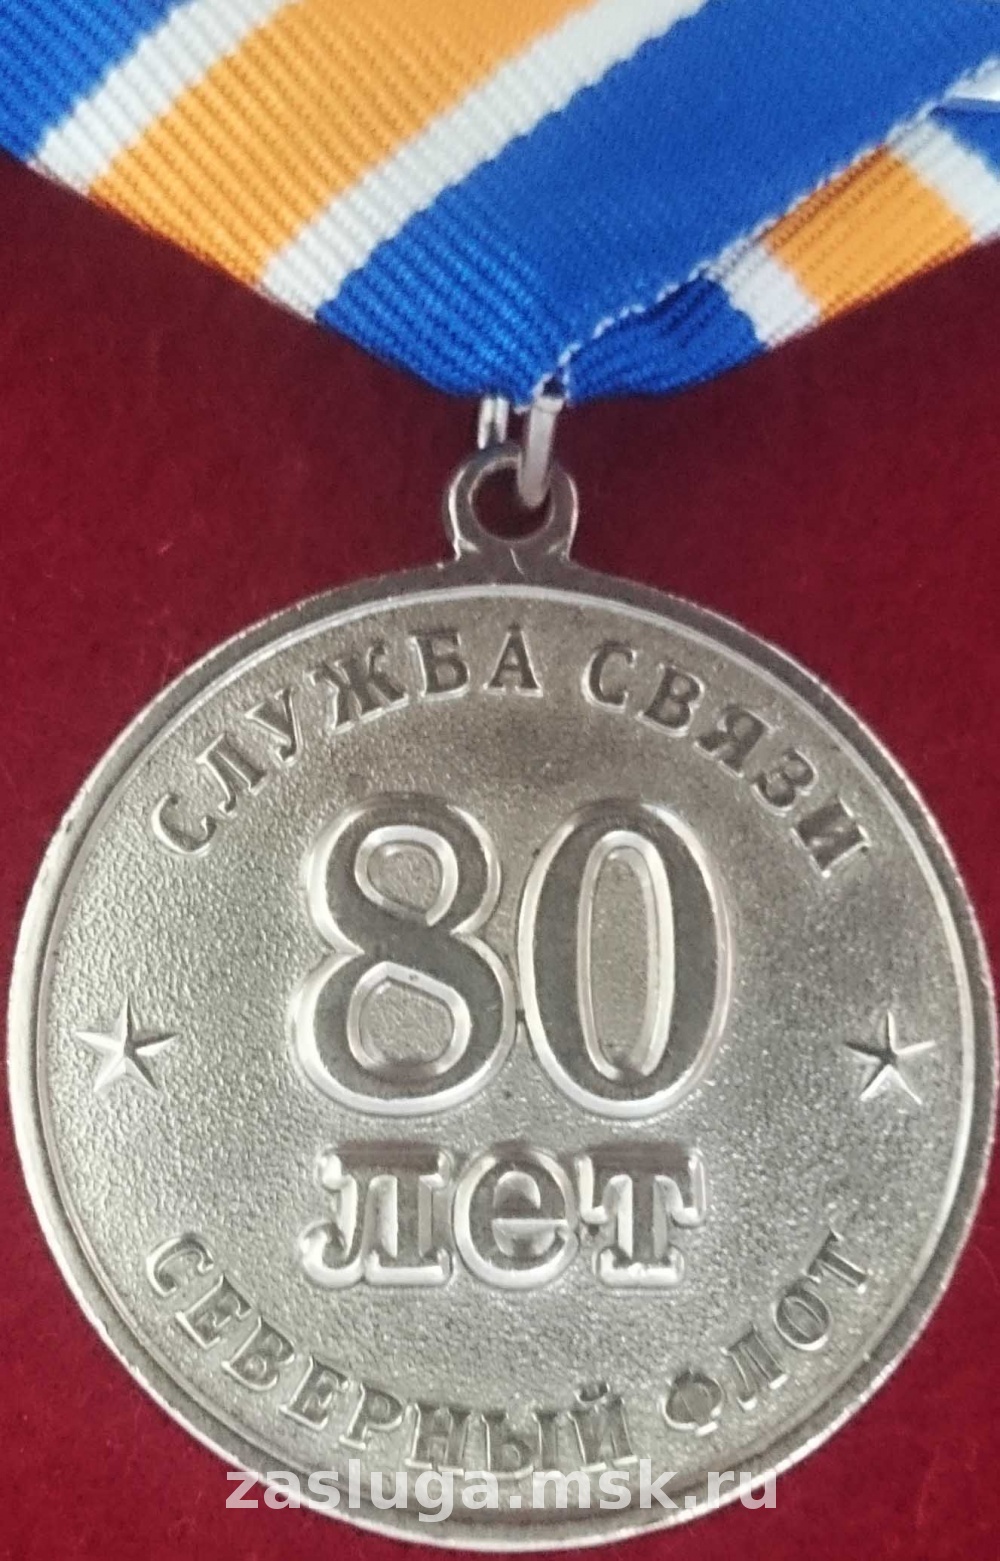 СЛУЖБА СВЯЗИ
80
лет
СЕВЕРНЫЙ ФЛОТ
zasluga.msk.ru